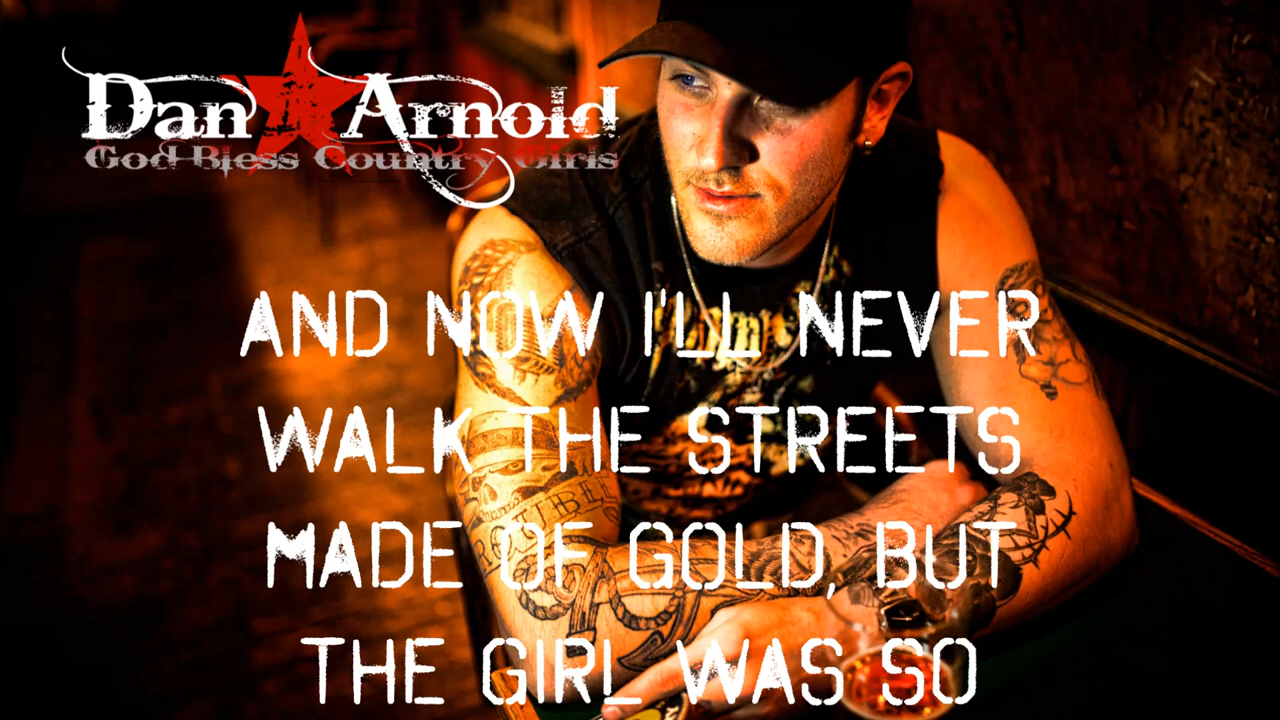 Dan Arnold
God Bless Country Girls
AND NOW I'LL NEVER
WALK THE STREETS
MADE OF GOLD, BUT
THE GIRL WAS SO